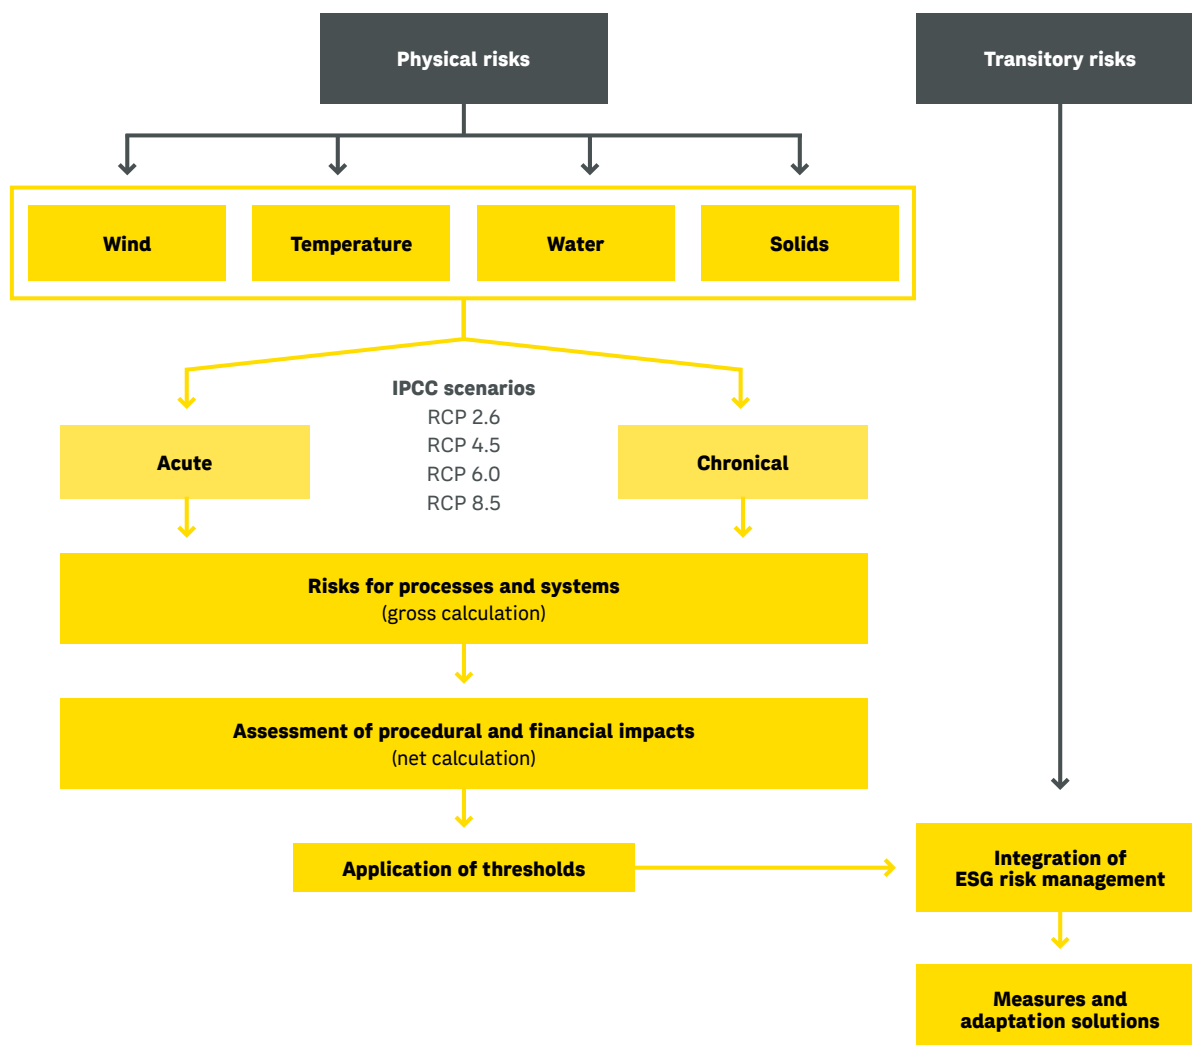 Physical risks
Transitory risks
Wind
Temperature
Water
Solids
IPCC scenarios
RCP 2.6
RCP 4.5
RCP 6.0
RCP 8.5
Acute
Chronical
Risks for processes and systems
(gross calculation)
Assessment of procedural and financial impacts
(net calculation)
Application of thresholds
Integration of
ESG risk management
Measures and
adaptation solutions